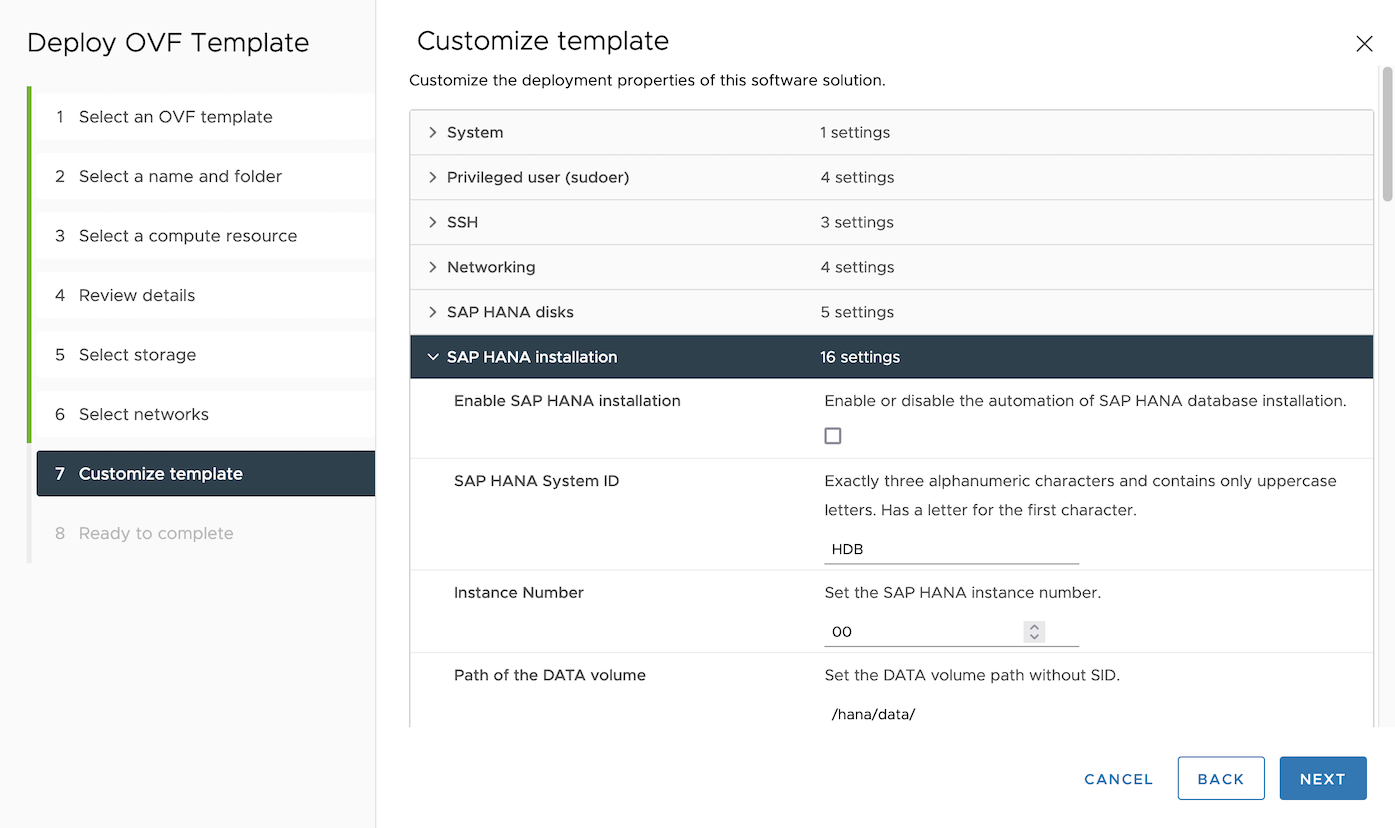 Deploy OVF Template
1 Select an OVF template
2 Select a name and folder
3 Select a compute resource
4 Review details
5 Select storage
6 Select networks
7 Customize template
8 Ready to complete
Customize template
Customize the deployment properties of this software solution.
System 1 settings
Privileged user (sudoer) 4 settings
SSH 3 settings
Networking 4 settings
SAP HANA disks 5 settings
SAP HANA installation 16 settings
Enable SAP HANA installation Enable or disable the automation of SAP HANA database installation.
SAP HANA System ID Exactly three alphanumeric characters and contains only uppercase
letters. Has a letter for the first character.
HDB
Instance Number Set the SAP HANA instance number.
00
Path of the DATA volume Set the DATA volume path without SID.
/hana/data/
CANCEL BACK NEXT